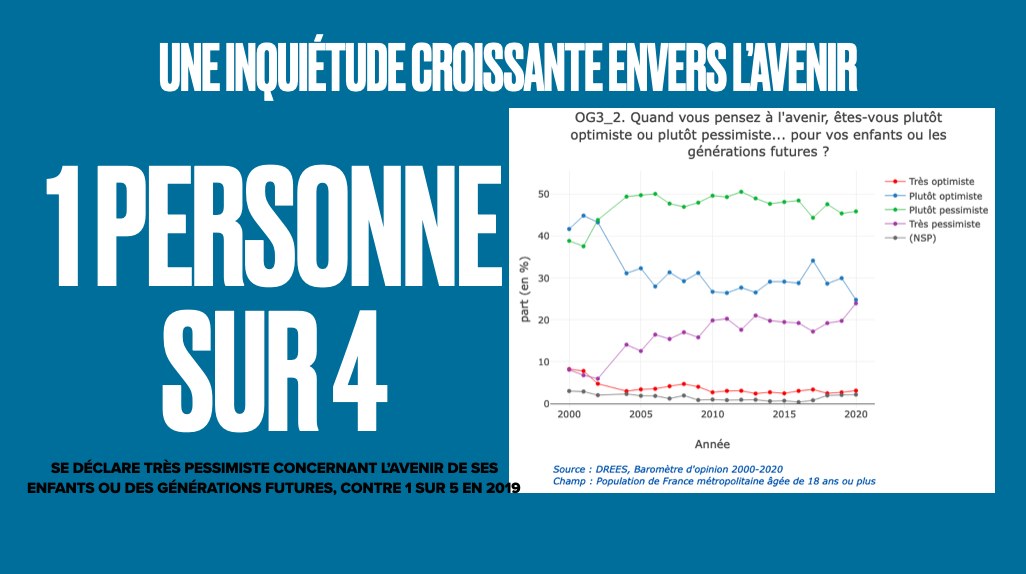 UNE INQUIÉTUDE CROISSANTE ENVERS L'AVENIR
1 PERSONNE
SUR 4
SE DÉCLARE TRÈS PESSIMISTE CONCERNANT L'AVENIR DE SES
ENFANTS OU DES GÉNÉRATIONS FUTURES, CONTRE 1 SUR 5 EN 2019
OG3_2. Quand vous pensez à l'avenir, êtes-vous plutôt
optimiste ou plutôt pessimiste... pour vos enfants ou les
générations futures ?
Très optimiste
Plutôt optimiste
Plutôt pessimiste
Très pessimiste
(NSP)
part (en %)
50
40
30
20
10
0
2000 2005 2010 2015 2020
Année
Source : DREES, Baromètre d'opinion 2000-2020
Champ : Population de France métropolitaine âgée de 18 ans ou plus